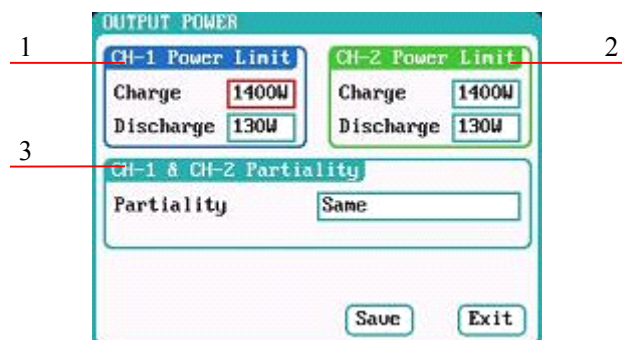 OUTPUT POWER
1
CH-1 Power Limit
CH-2 Power Limit
2
Charge 1400W
Charge 1400W
Discharge 130W
Discharge 130W
3
CH-1 & CH-2 Partiality
Partiality Same
Save Exit